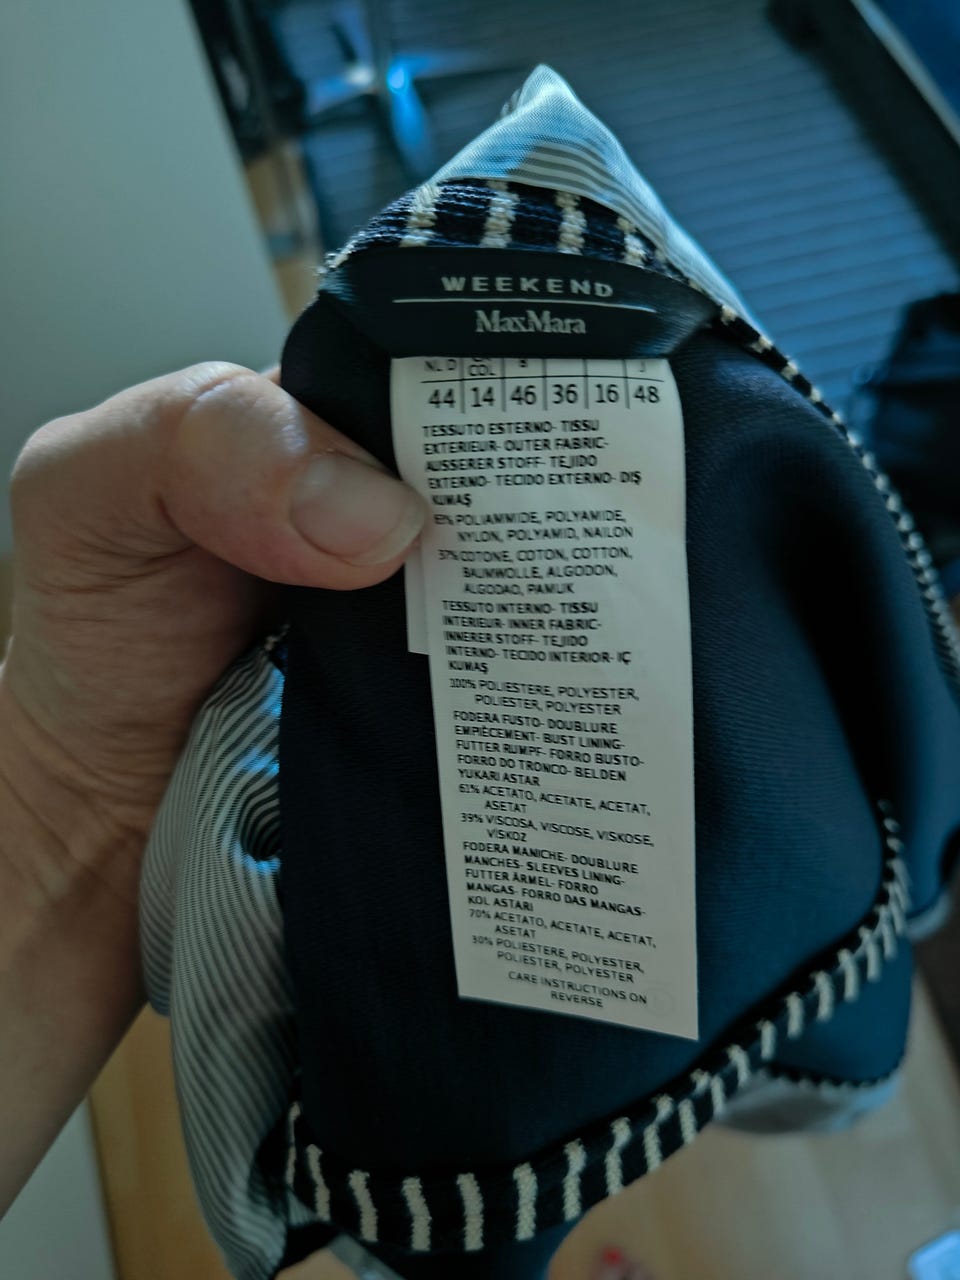 WEEKEND
MaxMara
NL D
COL
44 14 46 36 16 48
TESSUTO ESTERNO- TISSU
EXTERIEUR- OUTER FABRIC-
AUSSERER STOFF- TEJIDO
EXTERNO- TECIDO EXTERNO- DIŞ
KUMAŞ
63% POLIAMMIDE, POLYAMIDE,
NYLON, POLYAMID, NAILON
37% COTONE, COTON, COTTON,
BAUMWOLLE, ALGODON,
ALGODAO, PAMUK
TESSUTO INTERNO- TISSU
INTERIEUR- INNER FABRIC-
INNERER STOFF- TEJIDO
INTERNO- TECIDO INTERIOR- IÇ
KUMAŞ
100% POLIESTERE, POLYESTER,
POLIESTER, POLYESTER
FODERA FUSTO- DOUBLURE
EMPIÈCEMENT- BUST LINING-
FUTTER RUMPF- FORRO BUSTO-
FORRO DO TRONCO- BELDEN
YUKARI ASTAR
61% ACETATO, ACETATE, ACETAT,
ASETAT
39% VISCOSA, VISCOSE, VISKOSE,
VİSKOZ
FODERA MANICHE- DOUBLURE
MANCHES- SLEEVES LINING-
FUTTER ÄRMEL- FORRO
MANGAS- FORRO DAS MANGAS-
KOL ASTARI
70% ACETATO, ACETATE, ACETAT,
ASETAT
30% POLIESTERE, POLYESTER,
POLIESTER, POLYESTER
CARE INSTRUCTIONS ON
REVERSE